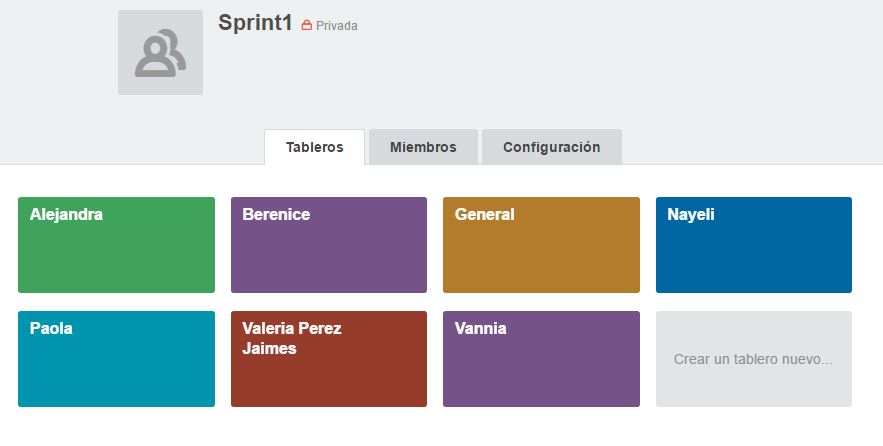 Sprint1 Privada
Tableros Miembros Configuración
Alejandra
Berenice
General
Nayeli
Paola
Valeria Perez
Jaimes
Vannia
Crear un tablero nuevo...